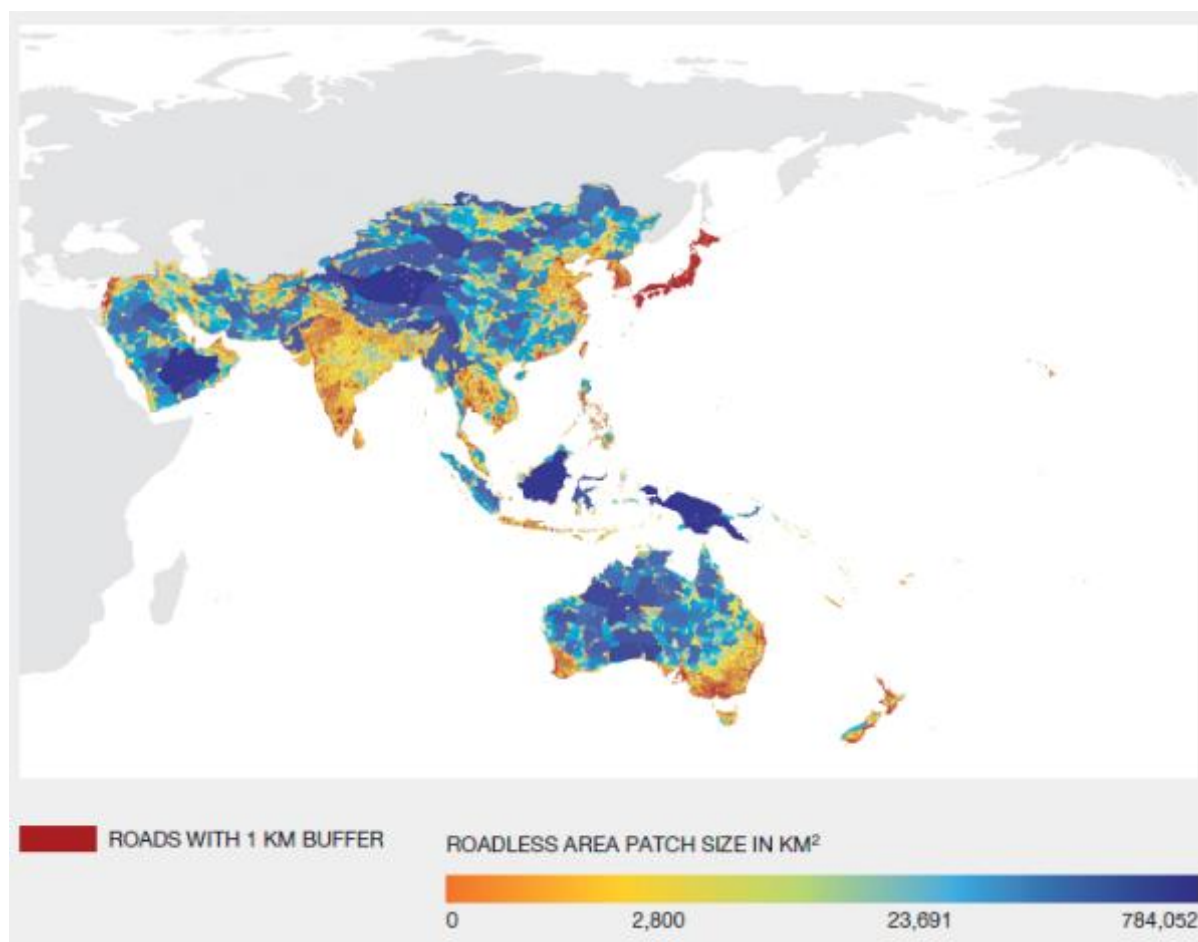 ROADS WITH 1 KM BUFFER
ROADLESS AREA PATCH SIZE IN KM²
0 2,800 23,691 784,052